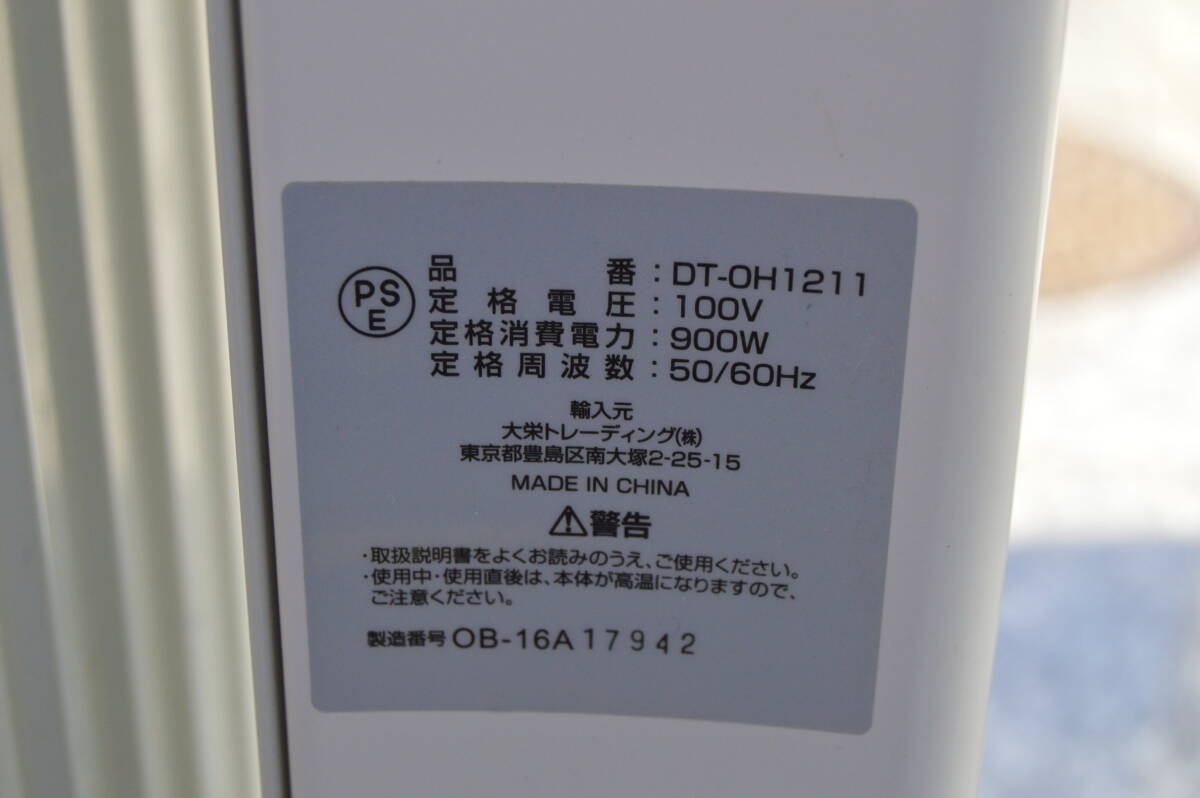 PSE
品番：DT-OH1211
定格電圧：100V
定格消費電力：900W
定格周波数：50/60Hz
輸入元
大栄トレーディング(株)
東京都豊島区南大塚2-25-15
MADE IN CHINA
⚠警告
・取扱説明書をよくお読みのうえ、ご使用ください。
・使用中・使用直後は、本体が高温になりますので、
ご注意ください。
製造番号 OB-16A 17942